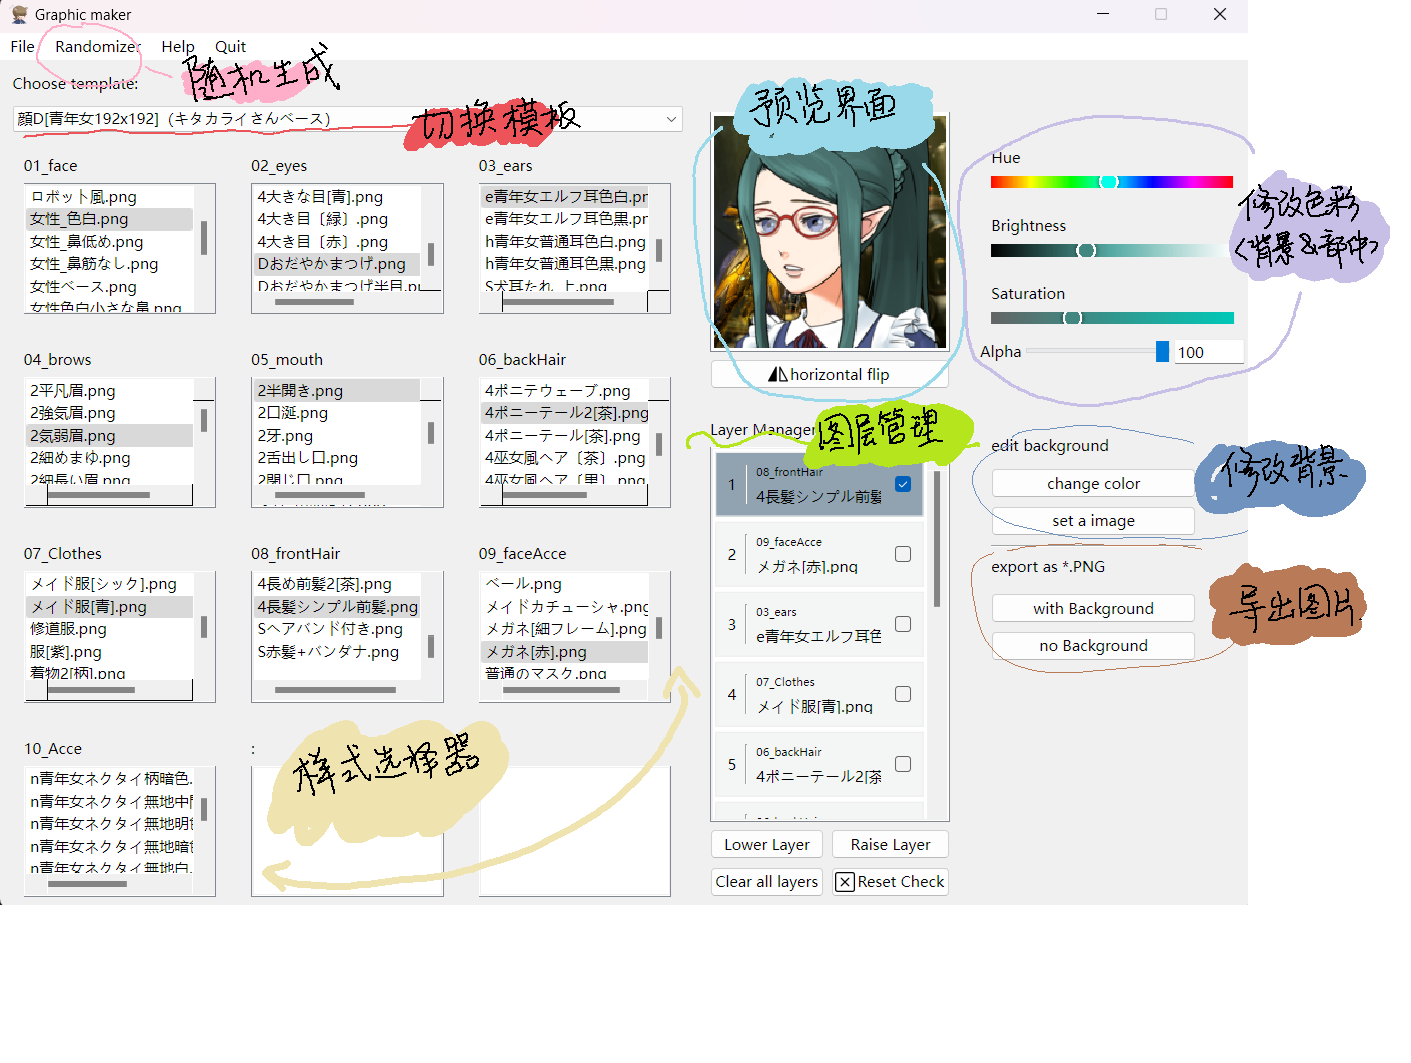 Graphic maker
File Randomizer Help Quit
随机生成
Choose template:
顔D[青年女192x192]（キタカライさんベース）
切换模板
01_face
ロボット風.png
女性_色白.png
女性_鼻低め.png
女性_鼻筋なし.png
女性ベース.png
女性色白小さな鼻.png
02_eyes
4大きな目[青].png
4大き目〔緑〕.png
4大き目〔赤〕.png
Dおだやかまつげ.png
Dおだやかまつげ半目.pn
03_ears
e青年女エルフ耳色白.pn
e青年女エルフ耳色黒.pn
h青年女普通耳色白.png
h青年女普通耳色黒.png
S犬耳たれ_上.png
04_brows
2平凡眉.png
2強気眉.png
2気弱眉.png
2細めまゆ.png
2細長い眉.png
05_mouth
2半開き.png
2口涎.png
2牙.png
2舌出し口.png
2閉じ口.png
06_backHair
4ポニテウェーブ.png
4ポニーテール2[茶].png
4ポニーテール[茶].png
4巫女風ヘア〔茶〕.png
4巫女風ヘア〔黒〕.png
07_Clothes
メイド服[シック].png
メイド服[青].png
修道服.png
服[紫].png
着物2[柄].png
08_frontHair
4長め前髪2[茶].png
4長髪シンプル前髪.png
Sヘアバンド付き.png
S赤髪+バンダナ.png
09_faceAcce
ベール.png
メイドカチューシャ.png
メガネ[細フレーム].png
メガネ[赤].png
普通のマスク.png
10_Acce
n青年女ネクタイ柄暗色.
n青年女ネクタイ無地中間
n青年女ネクタイ無地明色
n青年女ネクタイ無地暗色
n青年女ネクタイ無地白.
:
样式选择器
预览界面
horizontal flip
Layer Manager
图层管理
1 08_frontHair
4長髪シンプル前髪
2 09_faceAcce
メガネ[赤].png
3 03_ears
e青年女エルフ耳色
4 07_Clothes
メイド服[青].png
5 06_backHair
4ポニーテール2[茶
Lower Layer Raise Layer
Clear all layers Reset Check
Hue
Brightness
Saturation
Alpha 100
修改色彩
<背景&部件>
edit background
change color
set a image
修改背景
export as *.PNG
with Background
no Background
导出图片